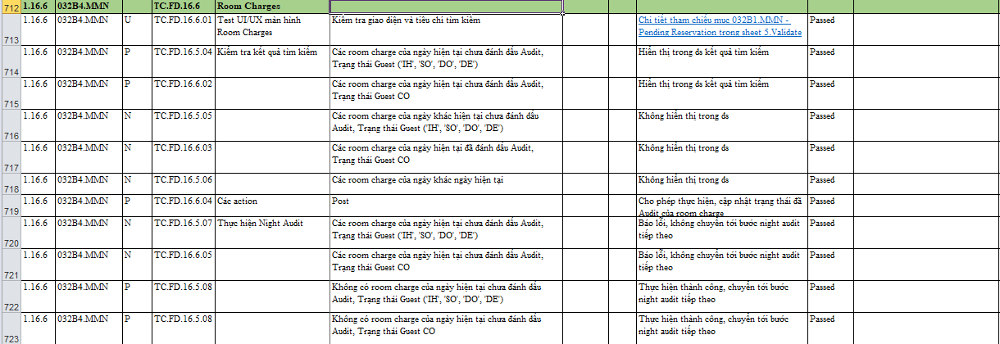 712 1.16.6 032B4.MMN TC.FD.16.6 Room Charges
713 1.16.6 032B4.MMN U TC.FD.16.6.01 Test UI/UX màn hình Kiểm tra giao diện và tiêu chí tìm kiếm Chi tiết tham chiếu mục 032B1.MMN - Passed
Room Charges Pending Reservation trong sheet 5.Validate
714 1.16.6 032B4.MMN P TC.FD.16.5.04 Kiểm tra kết quả tìm kiếm Các room charge của ngày hiện tại chưa đánh dấu Audit, Hiển thị trong ds kết quả tìm kiếm Passed
Trạng thái Guest ('IH', 'SO', 'DO', 'DE')
715 1.16.6 032B4.MMN P TC.FD.16.6.02 Các room charge của ngày hiện tại chưa đánh dấu Audit, Hiển thị trong ds kết quả tìm kiếm Passed
Trạng thái Guest CO
716 1.16.6 032B4.MMN N TC.FD.16.5.05 Các room charge của ngày khác hiện tại chưa đánh dấu Không hiển thị trong ds Passed
Audit, Trạng thái Guest ('IH', 'SO', 'DO', 'DE')
717 1.16.6 032B4.MMN N TC.FD.16.6.03 Các room charge của ngày hiện tại đã đánh dấu Audit, Không hiển thị trong ds Passed
Trạng thái Guest CO
718 1.16.6 032B4.MMN N TC.FD.16.5.06 Các room charge của ngày khác ngày hiện tại Không hiển thị trong ds Passed
719 1.16.6 032B4.MMN P TC.FD.16.6.04 Các action Post Cho phép thực hiện, cập nhật trạng thái đã Passed
Audit của room charge
720 1.16.6 032B4.MMN N TC.FD.16.5.07 Thực hiện Night Audit Các room charge của ngày hiện tại chưa đánh dấu Audit, Báo lỗi, không chuyển tới bước night audit Passed
Trạng thái Guest ('IH', 'SO', 'DO', 'DE') tiếp theo
721 1.16.6 032B4.MMN N TC.FD.16.6.05 Các room charge của ngày hiện tại chưa đánh dấu Audit, Báo lỗi, không chuyển tới bước night audit Passed
Trạng thái Guest CO tiếp theo
722 1.16.6 032B4.MMN P TC.FD.16.5.08 Không có room charge của ngày hiện tại chưa đánh dấu Thực hiện thành công, chuyển tới bước Passed
Audit, Trạng thái Guest ('IH', 'SO', 'DO', 'DE') night audit tiếp theo
723 1.16.6 032B4.MMN P TC.FD.16.5.08 Không có room charge của ngày hiện tại chưa đánh dấu Thực hiện thành công, chuyển tới bước Passed
Audit, Trạng thái Guest CO night audit tiếp theo